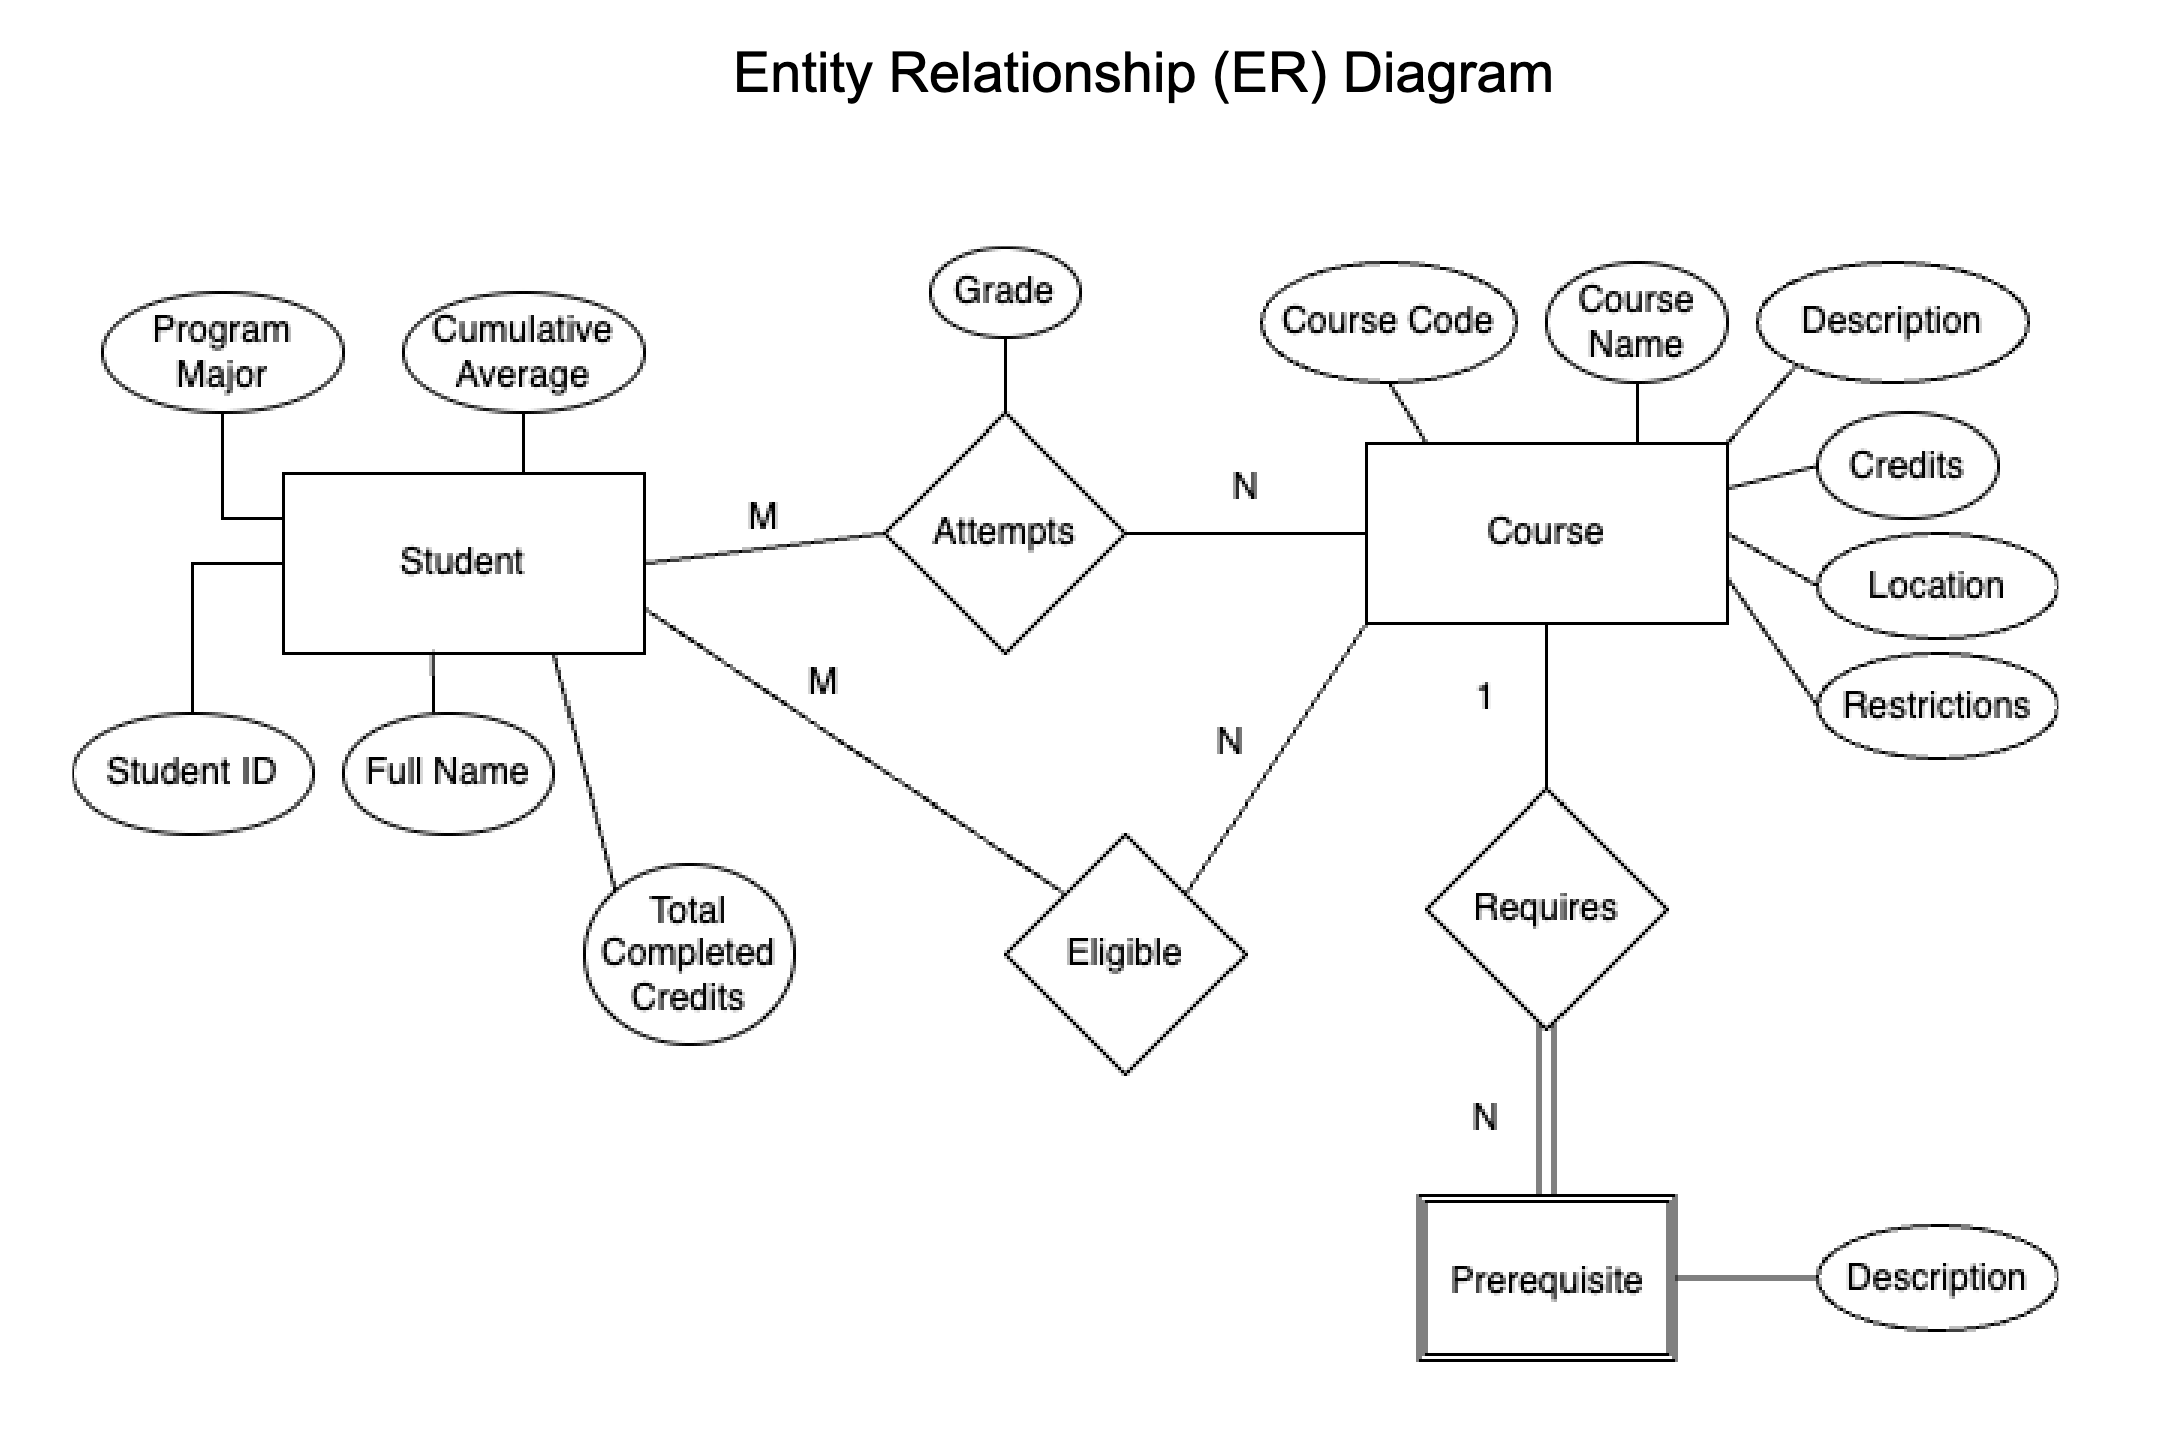 Entity Relationship (ER) Diagram
Grade
Course Code
Course
Name
Description
Program
Major
Cumulative
Average
Credits
M
N
Student
Attempts
Course
Location
M
1
N
Restrictions
Student ID
Full Name
Total
Completed
Credits
Eligible
Requires
N
Prerequisite
Description